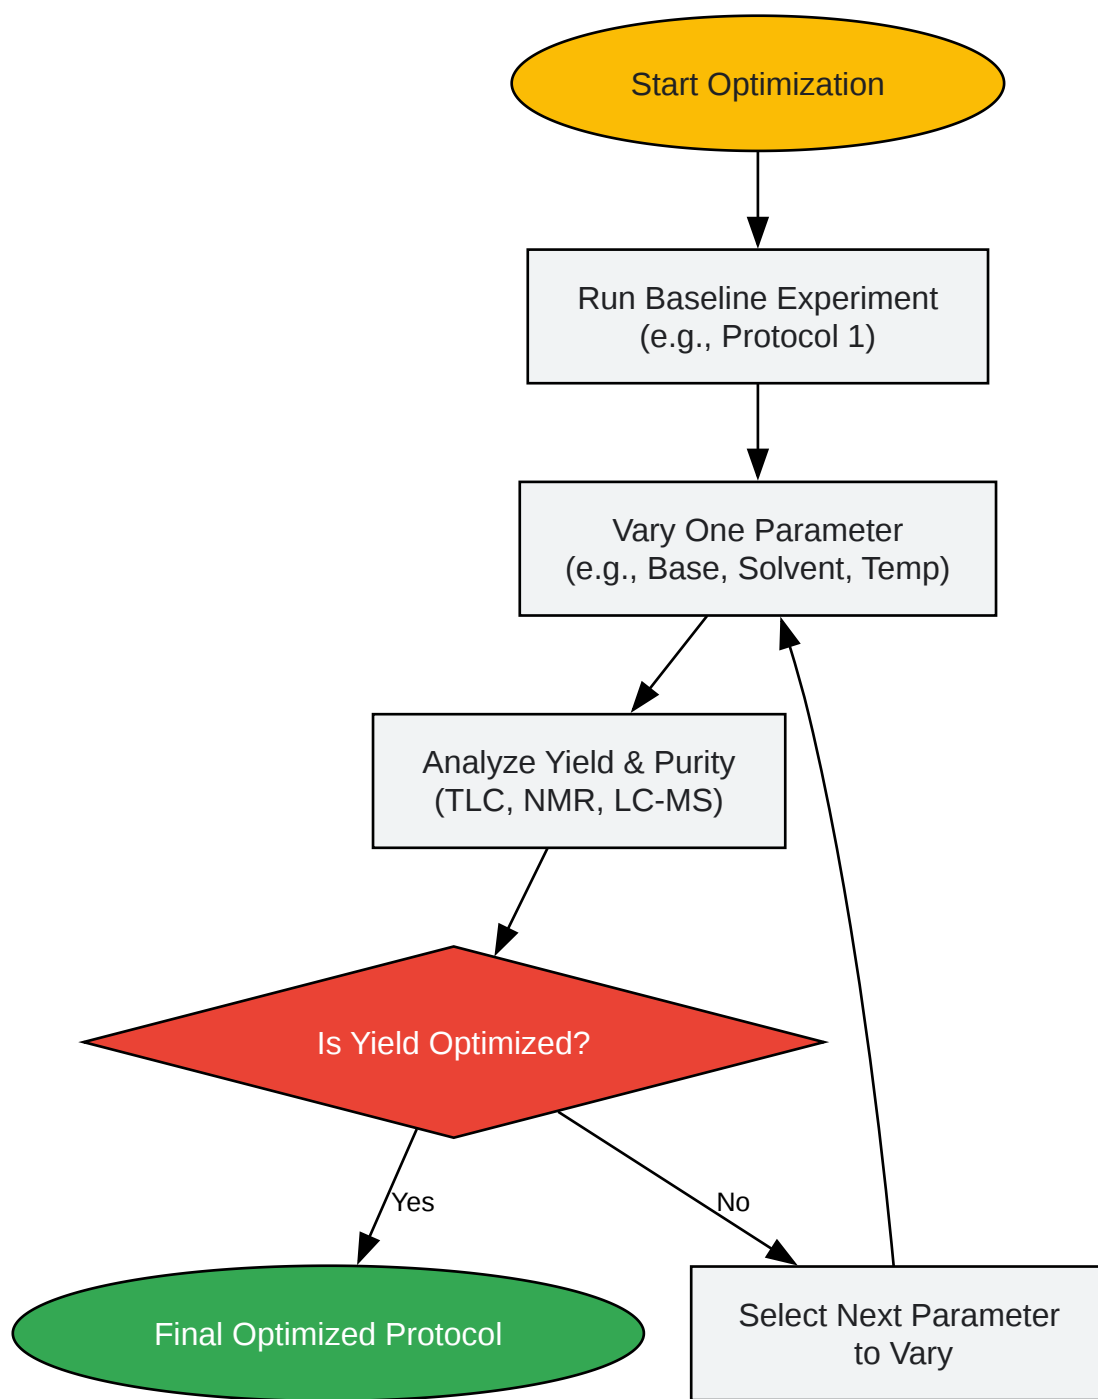 Start Optimization
Run Baseline Experiment
(e.g., Protocol 1)
Vary One Parameter
(e.g., Base, Solvent, Temp)
Analyze Yield & Purity
(TLC, NMR, LC-MS)
Is Yield Optimized?
Yes
No
Final Optimized Protocol
Select Next Parameter
to Vary